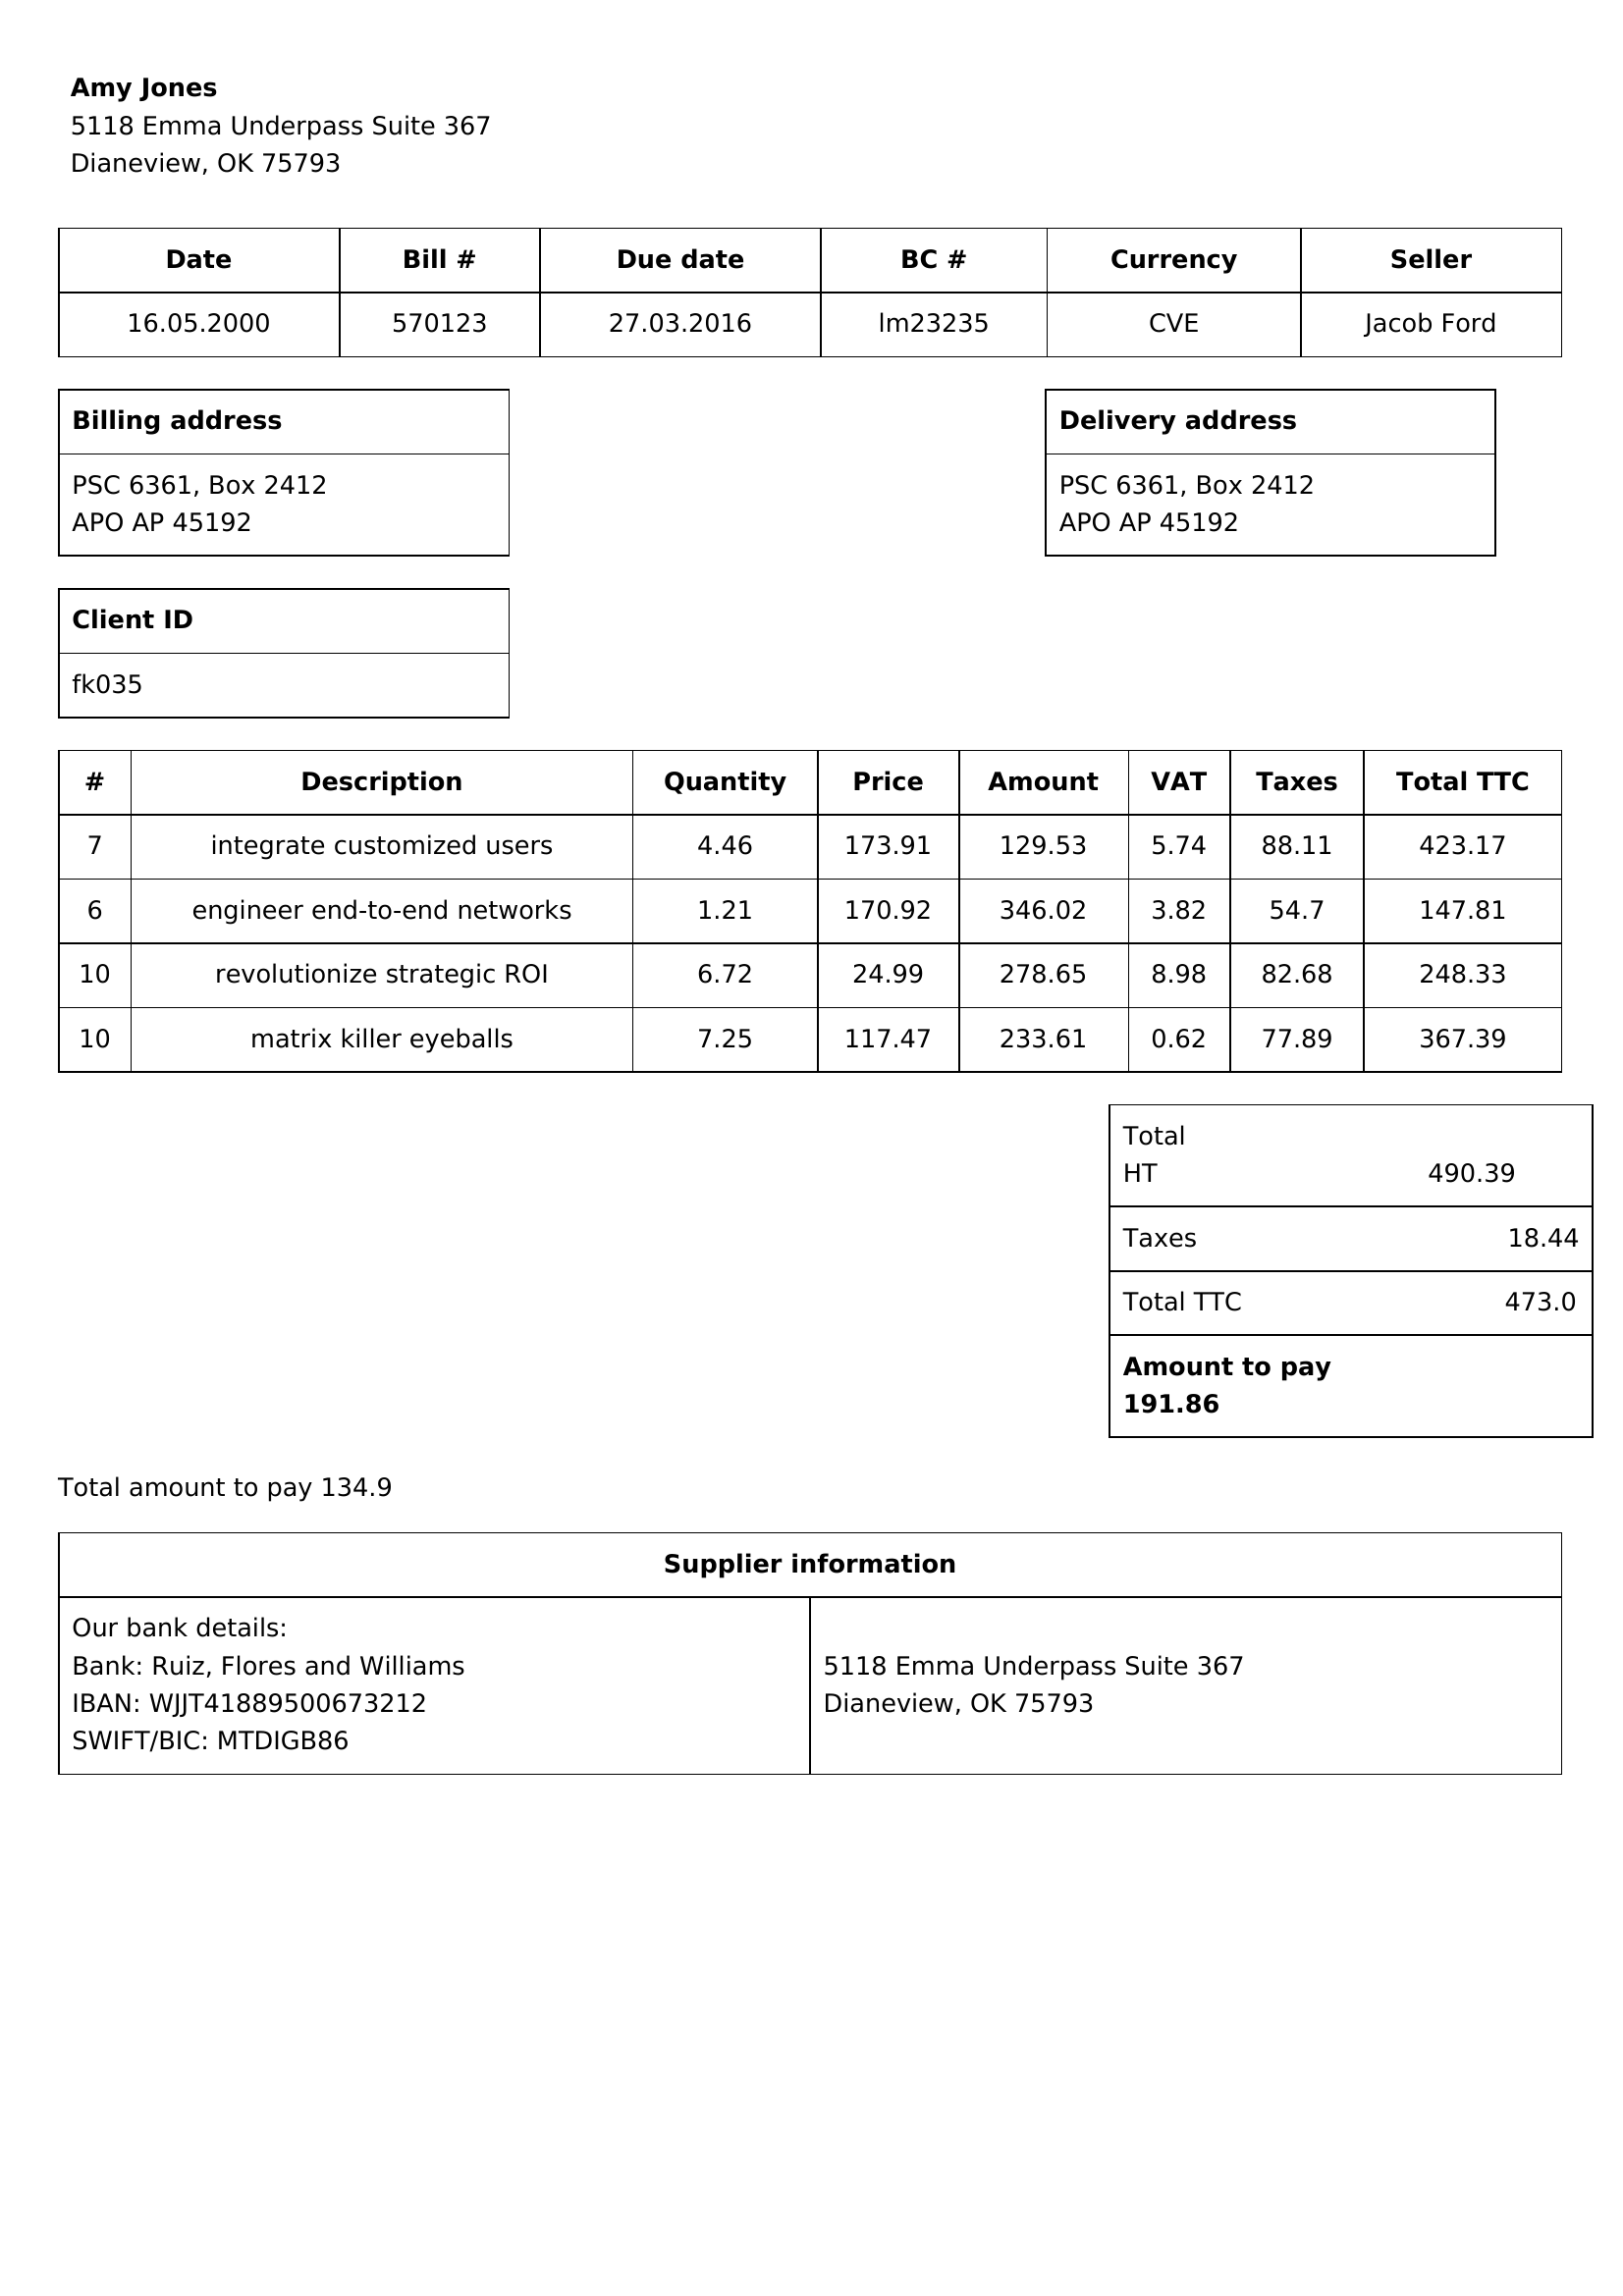 Amy Jones
5118 Emma Underpass Suite 367
Dianeview, OK 75793
Date Bill # Due date BC # Currency Seller
16.05.2000 570123 27.03.2016 lm23235 CVE Jacob Ford
Billing address
PSC 6361, Box 2412
APO AP 45192
Delivery address
PSC 6361, Box 2412
APO AP 45192
Client ID
fk035
# Description Quantity Price Amount VAT Taxes Total TTC
7 integrate customized users 4.46 173.91 129.53 5.74 88.11 423.17
6 engineer end-to-end networks 1.21 170.92 346.02 3.82 54.7 147.81
10 revolutionize strategic ROI 6.72 24.99 278.65 8.98 82.68 248.33
10 matrix killer eyeballs 7.25 117.47 233.61 0.62 77.89 367.39
Total
HT 490.39
Taxes 18.44
Total TTC 473.0
Amount to pay
191.86
Total amount to pay 134.9
Supplier information
Our bank details:
Bank: Ruiz, Flores and Williams
IBAN: WJJT41889500673212
SWIFT/BIC: MTDIGB86
5118 Emma Underpass Suite 367
Dianeview, OK 75793